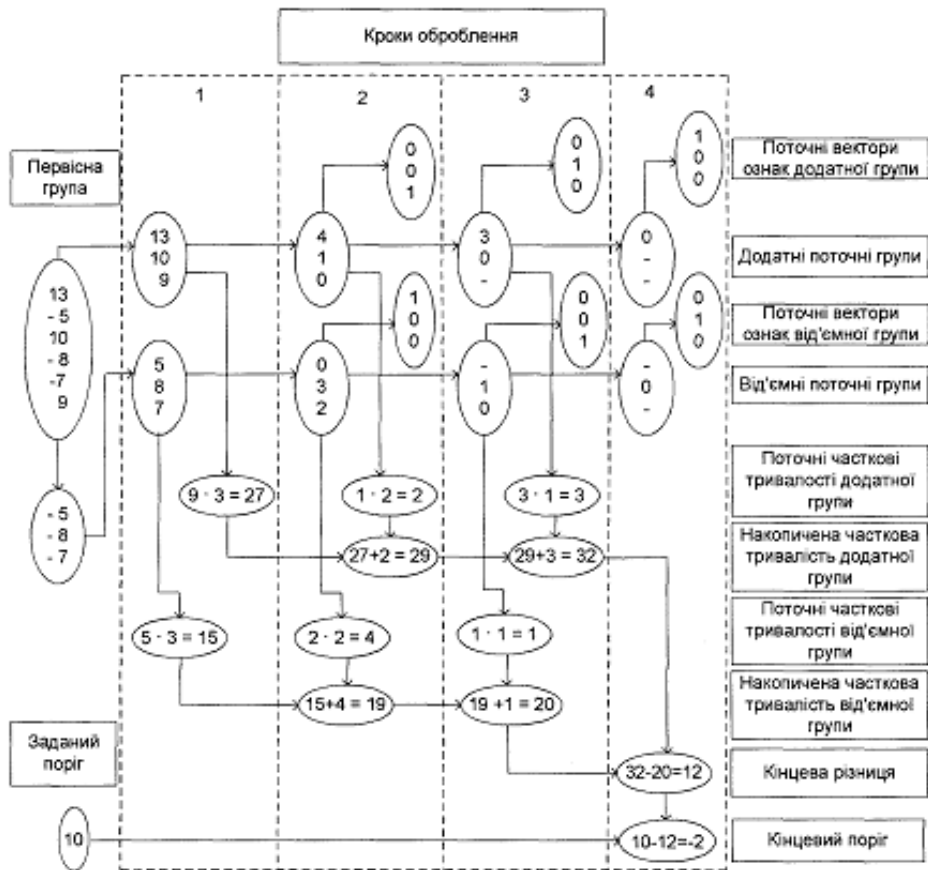 Кроки оброблення
1
2
3
4
Первісна
група
13
- 5
10
- 8
-7
9
- 5
- 8
- 7
Заданий
поріг
10
13
10
9
5
8
7
9 · 3 = 27
5 · 3 = 15
0
0
1
4
1
0
1
0
0
0
3
2
1 · 2 = 2
27+2 = 29
2 · 2 = 4
15+4 = 19
0
1
0
3
0
-
0
0
1
-
1
0
3 · 1 = 3
29+3 = 32
1 · 1 = 1
19 +1 = 20
1
0
0
0
-
-
0
1
0
-
0
-
32-20=12
10-12=-2
Поточні вектори
ознак додатної групи
Додатні поточні групи
Поточні вектори
ознак від'ємної групи
Від'ємні поточні групи
Поточні часткові
тривалості додатної
групи
Накопичена часткова
тривалість додатної
групи
Поточні часткові
тривалості від'ємної
групи
Накопичена часткова
тривалість від'ємної
групи
Кінцева різниця
Кінцевий поріг